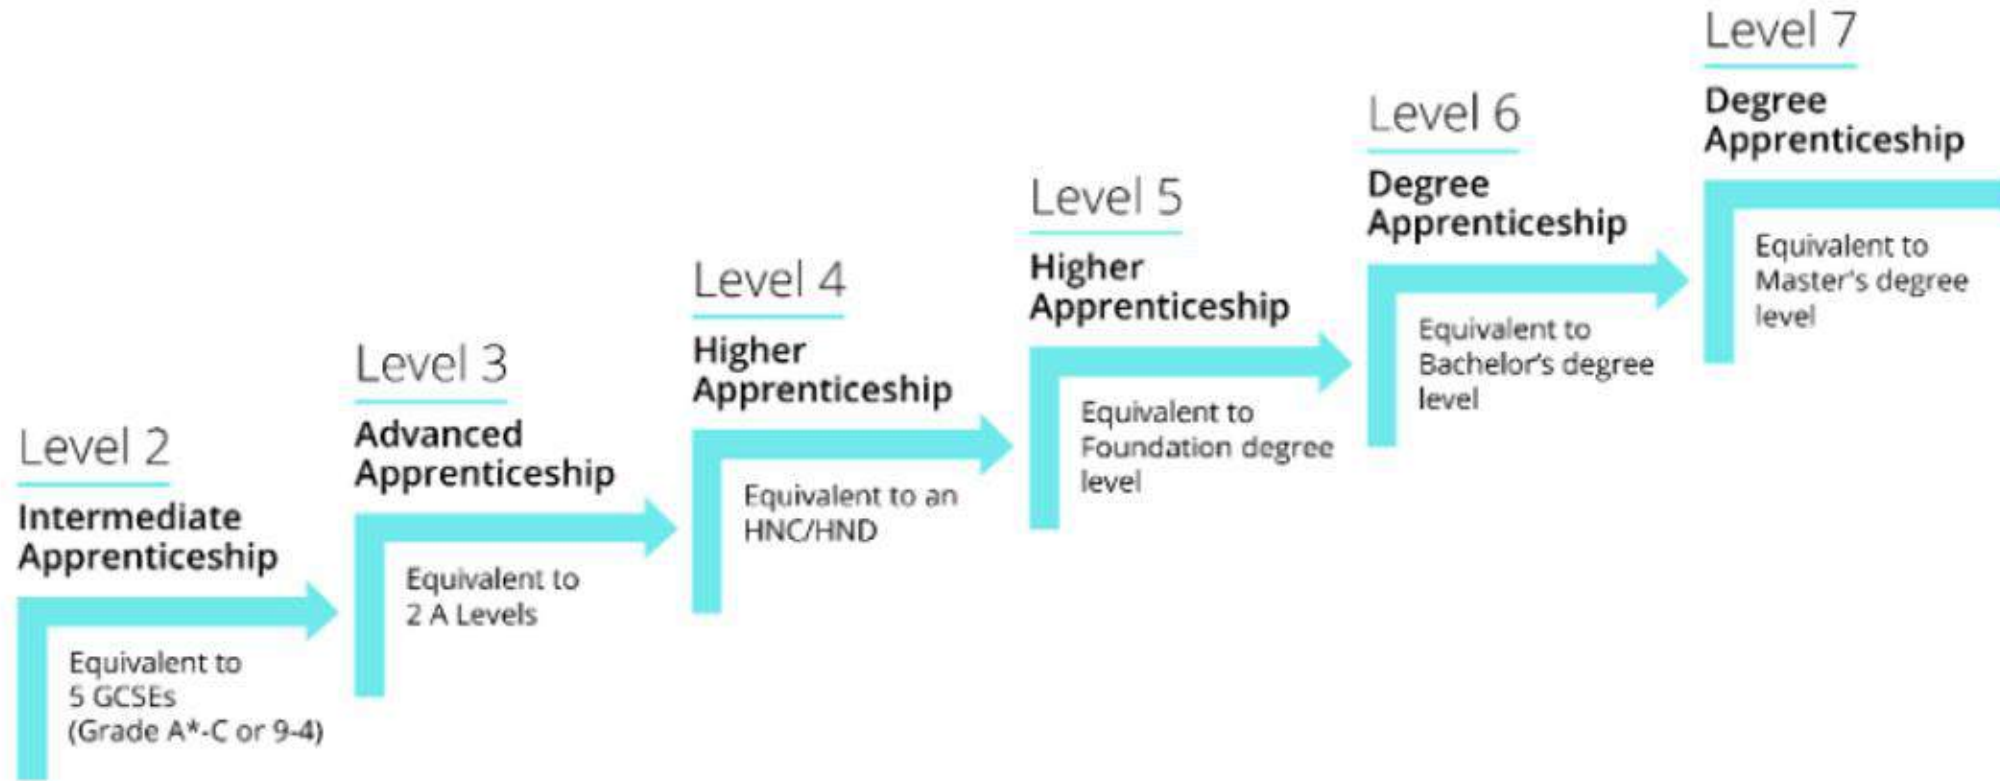 Level 2
Intermediate
Apprenticeship
Equivalent to
5 GCSEs
(Grade A*-C or 9-4)
Level 3
Advanced
Apprenticeship
Equivalent to
2 A Levels
Level 4
Higher
Apprenticeship
Equivalent to an
HNC/HND
Level 5
Higher
Apprenticeship
Equivalent to
Foundation degree
level
Level 6
Degree
Apprenticeship
Equivalent to
Bachelor's degree
level
Level 7
Degree
Apprenticeship
Equivalent to
Master's degree
level